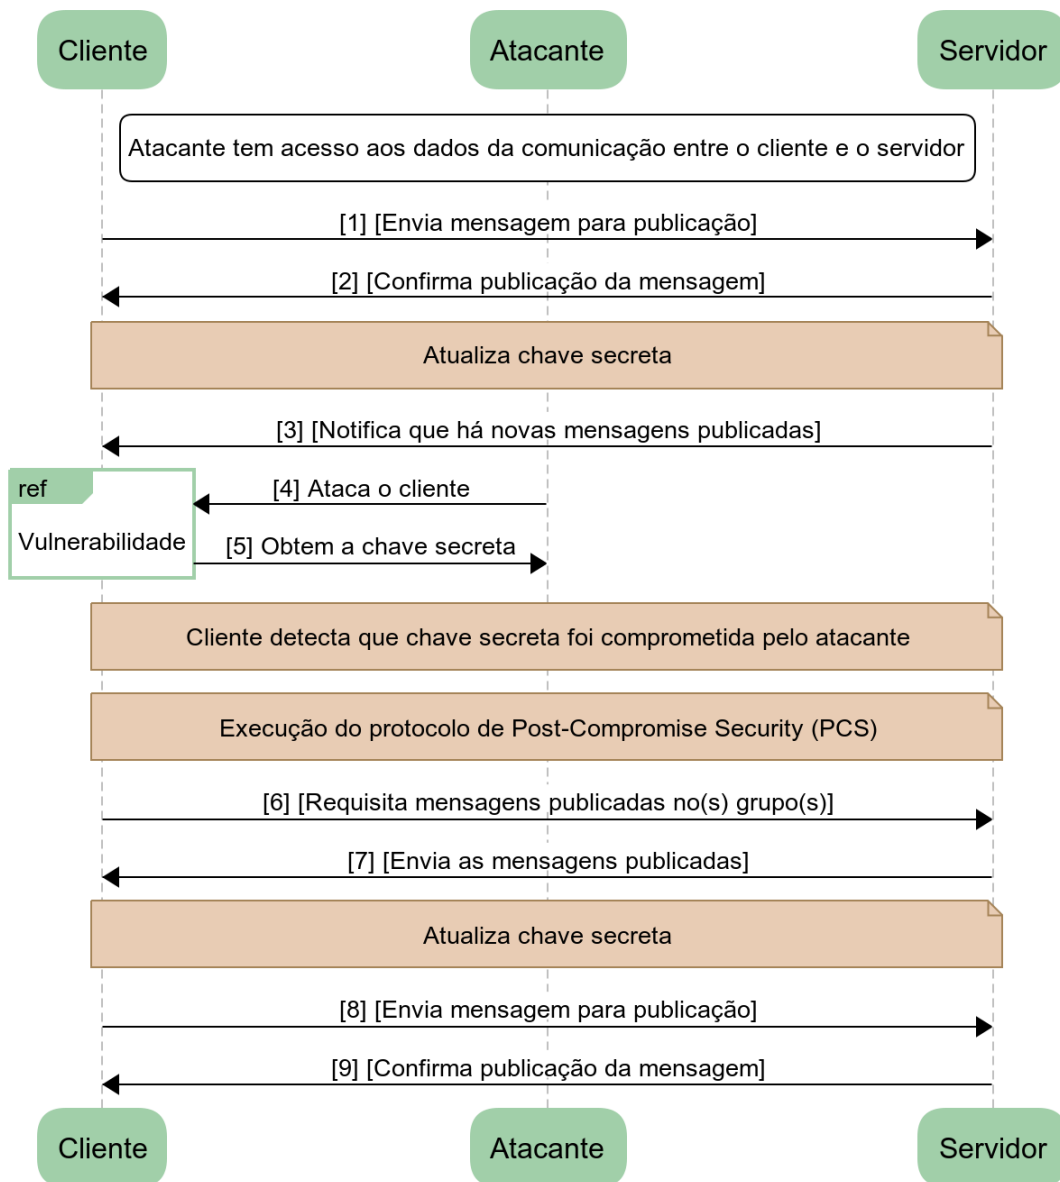 Cliente
Atacante
Servidor
Atacante tem acesso aos dados da comunicação entre o cliente e o servidor
[1] [Envia mensagem para publicação]
[2] [Confirma publicação da mensagem]
Atualiza chave secreta
[3] [Notifica que há novas mensagens publicadas]
ref
[4] Ataca o cliente
Vulnerabilidade
[5] Obtem a chave secreta
Cliente detecta que chave secreta foi comprometida pelo atacante
Execução do protocolo de Post-Compromise Security (PCS)
[6] [Requisita mensagens publicadas no(s) grupo(s)]
[7] [Envia as mensagens publicadas]
Atualiza chave secreta
[8] [Envia mensagem para publicação]
[9] [Confirma publicação da mensagem]
Cliente
Atacante
Servidor